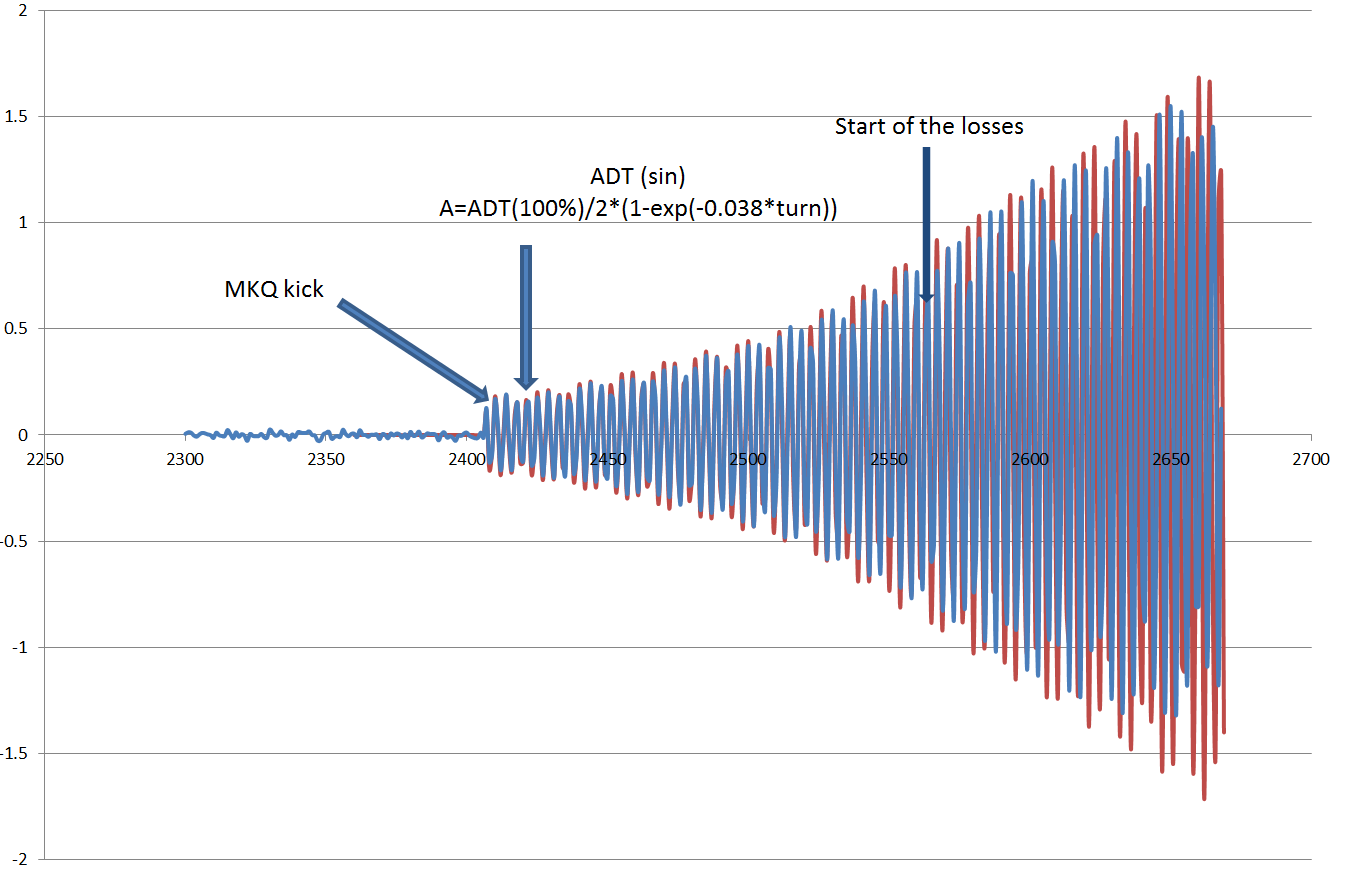 2
1.5
Start of the losses
ADT (sin)
A=ADT(100%)/2*(1-exp(-0.038*turn))
1
MKQ kick
0.5
0
2250 2300 2350 2400 2450 2500 2550 2600 2650 2700
-0.5
-1
-1.5
-2